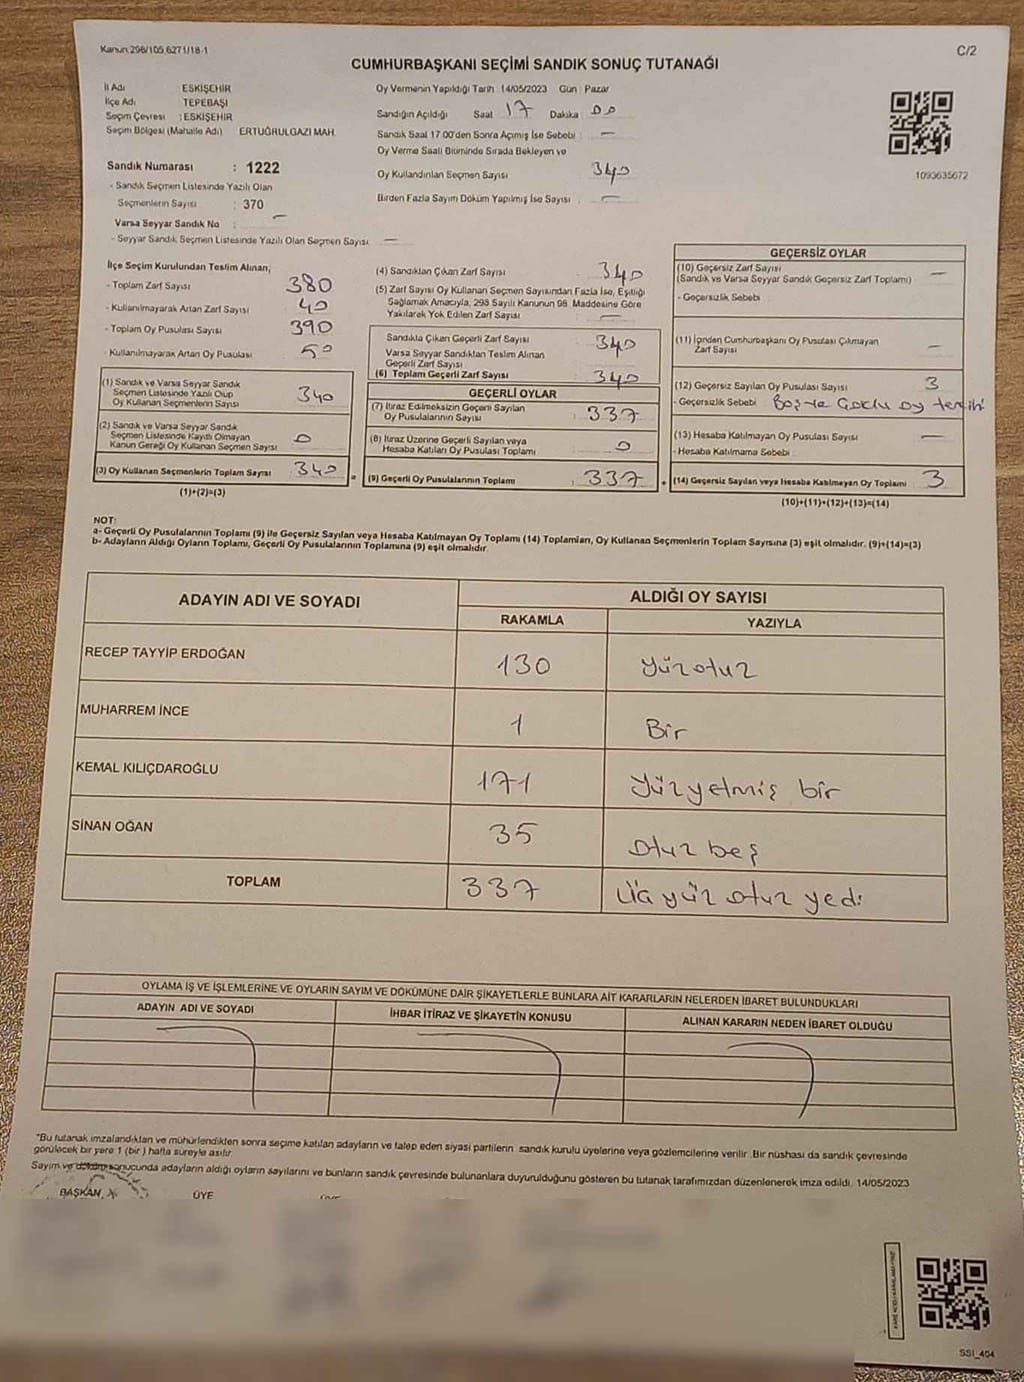 Kanun:298/105,6271/18-1
C/2
CUMHURBAŞKANI SEÇİMİ SANDIK SONUÇ TUTANAĞI
İl Adı ESKİŞEHİR
İlçe Adı TEPEBAŞI
Seçim Çevresi : ESKİŞEHİR
Seçim Bölgesi (Mahalle Adı) ERTUĞRULGAZİ MAH.
Sandık Numarası : 1222
- Sandık Seçmen Listesinde Yazılı Olan
Seçmenlerin Sayısı : 370
Varsa Seyyar Sandık No : —
- Seyyar Sandık Seçmen Listesinde Yazılı Olan Seçmen Sayısı —
Oy Vermenin Yapıldığı Tarih : 14/05/2023 Gün : Pazar
Sandığın Açıldığı Saat 17 Dakika 00
Sandık Saat 17:00'den Sonra Açılmış İse Sebebi : —
Oy Verme Saati Bitiminde Sırada Bekleyen ve
Oy Kullandırılan Seçmen Sayısı 340
Birden Fazla Sayım Döküm Yapılmış İse Sayısı : —
1093635672
İlçe Seçim Kurulundan Teslim Alınan;
- Toplam Zarf Sayısı 380
- Kullanılmayarak Artan Zarf Sayısı 40
- Toplam Oy Pusulası Sayısı 390
- Kullanılmayarak Artan Oy Pusulası 50
(1) Sandık ve Varsa Seyyar Sandık
Seçmen Listesinde Yazılı Olup
Oy Kullanan Seçmenlerin Sayısı 340
(2) Sandık ve Varsa Seyyar Sandık
Seçmen Listesinde Kayıtlı Olmayan
Kanun Gereği Oy Kullanan Seçmen Sayısı 0
(3) Oy Kullanan Seçmenlerin Toplam Sayısı 340
(1)+(2)=(3)
(4) Sandıktan Çıkan Zarf Sayısı 340
(5) Zarf Sayısı Oy Kullanan Seçmen Sayısından Fazla İse, Eşitliği
Sağlamak Amacıyla, 298 Sayılı Kanunun 98. Maddesine Göre
Yakılarak Yok Edilen Zarf Sayısı : —
Sandıkta Çıkan Geçerli Zarf Sayısı 340
Varsa Seyyar Sandıktan Teslim Alınan
Geçerli Zarf Sayısı
(6) Toplam Geçerli Zarf Sayısı : 340
GEÇERLİ OYLAR
(7) İtiraz Edilmeksizin Geçerli Sayılan
Oy Pusulalarının Sayısı : 337
(8) İtiraz Üzerine Geçerli Sayılan veya
Hesaba Katılan Oy Pusulası Toplamı : 0
= (9) Geçerli Oy Pusulalarının Toplamı : 337
GEÇERSİZ OYLAR
(10) Geçersiz Zarf Sayısı —
(Sandık ve Varsa Seyyar Sandık Geçersiz Zarf Toplamı)
- Geçersizlik Sebebi :
(11) İçinden Cumhurbaşkanı Oy Pusulası Çıkmayan
Zarf Sayısı —
(12) Geçersiz Sayılan Oy Pusulası Sayısı 3
- Geçersizlik Sebebi : Boş ve Çoklu oy tercihi
(13) Hesaba Katılmayan Oy Pusulası Sayısı —
- Hesaba Katılmama Sebebi :
+ (14) Geçersiz Sayılan veya Hesaba Katılmayan Oy Toplamı : 3
(10)+(11)+(12)+(13)=(14)
NOT:
a- Geçerli Oy Pusulalarının Toplamı (9) ile Geçersiz Sayılan veya Hesaba Katılmayan Oy Toplamı (14) Toplamları, Oy Kullanan Seçmenlerin Toplam Sayısına (3) eşit olmalıdır. (9)+(14)=(3)
b- Adayların Aldığı Oyların Toplamı, Geçerli Oy Pusulalarının Toplamına (9) eşit olmalıdır.
ADAYIN ADI VE SOYADI ALDIĞI OY SAYISI
RAKAMLA YAZIYLA
RECEP TAYYİP ERDOĞAN 130 Yüzotuz
MUHARREM İNCE 1 Bir
KEMAL KILIÇDAROĞLU 171 Yüzyetmiş bir
SİNAN OĞAN 35 Otuz beş
TOPLAM 337 Üçyüz otuz yedi
OYLAMA İŞ VE İŞLEMLERİNE VE OYLARIN SAYIM VE DÖKÜMÜNE DAİR ŞİKAYETLERLE BUNLARA AİT KARARLARIN NELERDEN İBARET BULUNDUKLARI
ADAYIN ADI VE SOYADI İHBAR İTİRAZ VE ŞİKAYETİN KONUSU ALINAN KARARIN NEDEN İBARET OLDUĞU
"Bu tutanak imzalandıktan ve mühürlendikten sonra seçime katılan adayların ve talep eden siyasi partilerin sandık kurulu üyelerine veya gözlemcilerine verilir. Bir nüshası da sandık çevresinde
görülecek bir yere 1 (bir) hafta süreyle asılır.
Sayım ve döküm sonucunda adayların aldığı oyların sayılarını ve bunların sandık çevresinde bulunanlara duyurulduğunu gösteren bu tutanak tarafımızdan düzenlenerek imza edildi. 14/05/2023
BAŞKAN ÜYE
SSI_404